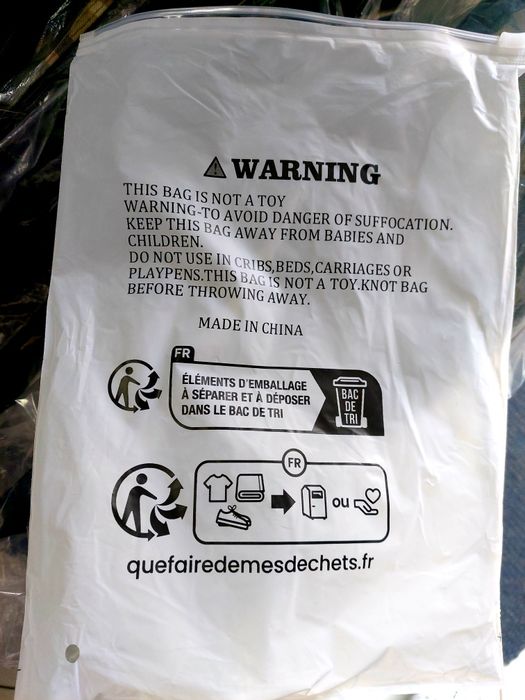 WARNING
THIS BAG IS NOT A TOY
WARNING-TO AVOID DANGER OF SUFFOCATION.
KEEP THIS BAG AWAY FROM BABIES AND
CHILDREN.
DO NOT USE IN CRIBS,BEDS,CARRIAGES OR
PLAYPENS.THIS BAG IS NOT A TOY.KNOT BAG
BEFORE THROWING AWAY.
MADE IN CHINA
FR
ÉLÉMENTS D'EMBALLAGE
À SÉPARER ET À DÉPOSER
DANS LE BAC DE TRI
BAC
DE
TRI
FR
ou
quefairedemesdechets.fr